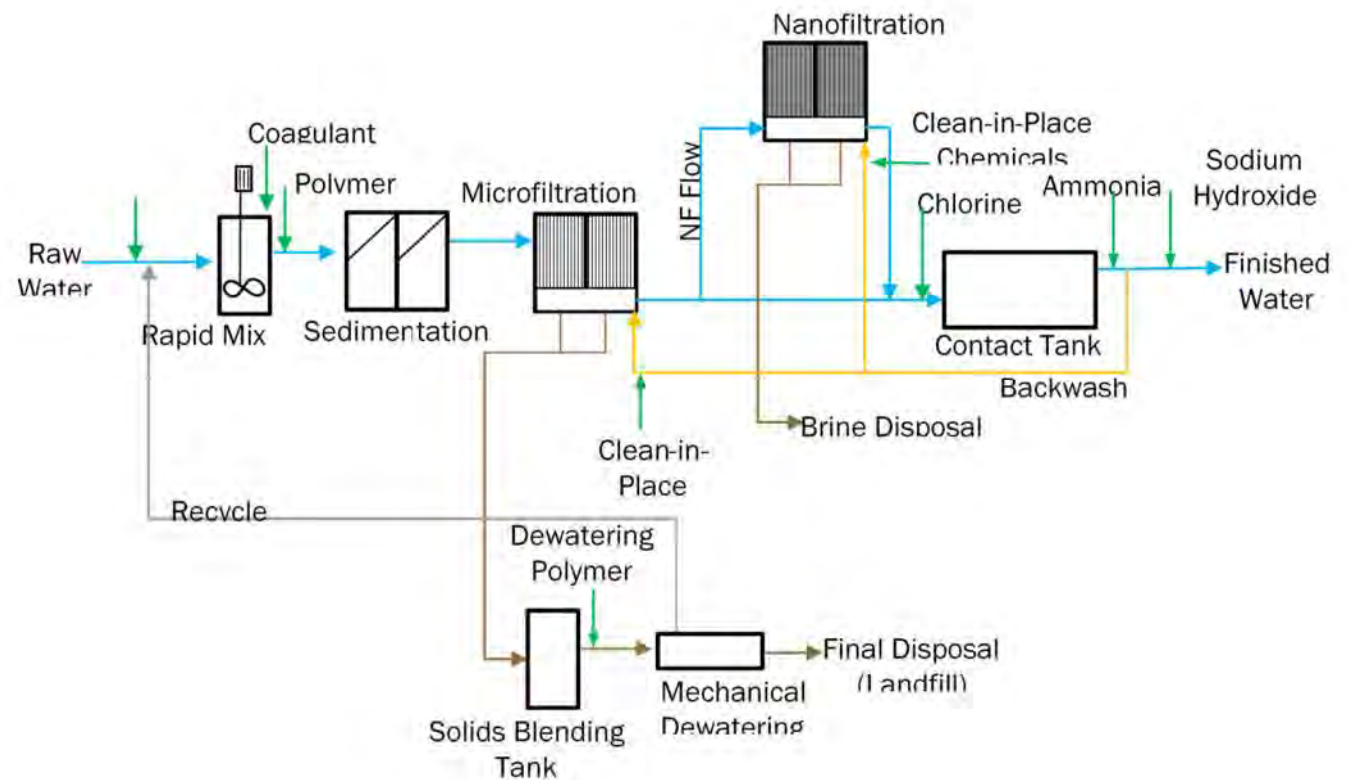 Nanofiltration
Coagulant
Clean-in-Place
Chemicals
Sodium
Hydroxide
Polymer
Microfiltration
NF Flow
Ammonia
Chlorine
Raw
Water
Finished
Water
Rapid Mix
Sedimentation
Contact Tank
Backwash
Brine Disposal
Clean-in-
Place
Recycle
Dewatering
Polymer
Final Disposal
(Landfill)
Mechanical
Dewatering
Solids Blending
Tank